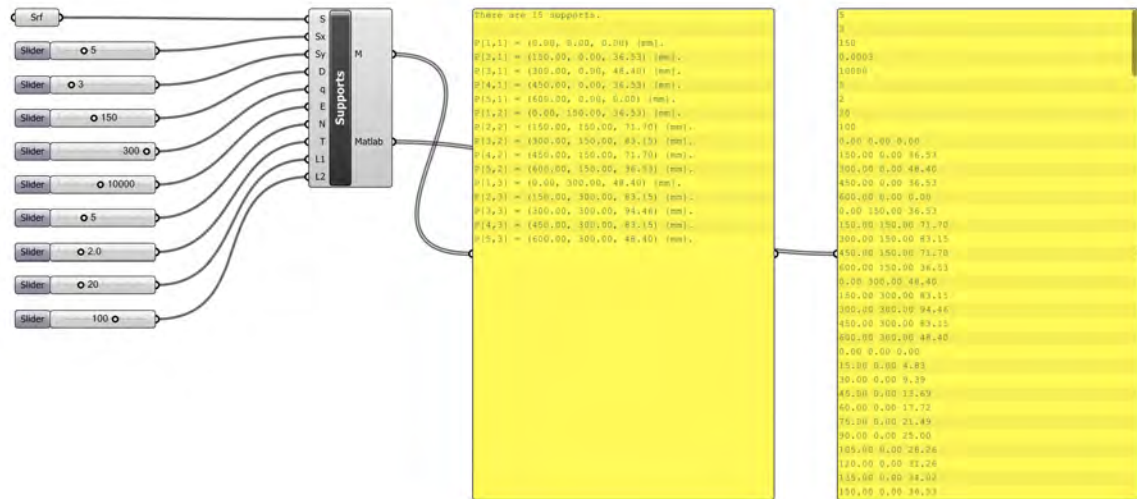 Srf
Slider 5
Slider 3
Slider 150
Slider 300
Slider 10000
Slider 5
Slider 2.0
Slider 20
Slider 100
S
Sx
Sy
D
q
E
N
T
L1
L2
Supports
M
Matlab
There are 15 supports.
P[1,1] = (0.00, 0.00, 0.00) [mm].
P[2,1] = (150.00, 0.00, 36.53) [mm].
P[3,1] = (300.00, 0.00, 48.40) [mm].
P[4,1] = (450.00, 0.00, 36.53) [mm].
P[5,1] = (600.00, 0.00, 0.00) [mm].
P[1,2] = (0.00, 150.00, 36.53) [mm].
P[2,2] = (150.00, 150.00, 71.70) [mm].
P[3,2] = (300.00, 150.00, 83.15) [mm].
P[4,2] = (450.00, 150.00, 71.70) [mm].
P[5,2] = (600.00, 150.00, 36.53) [mm].
P[1,3] = (0.00, 300.00, 48.40) [mm].
P[2,3] = (150.00, 300.00, 83.15) [mm].
P[3,3] = (300.00, 300.00, 94.46) [mm].
P[4,3] = (450.00, 300.00, 83.15) [mm].
P[5,3] = (600.00, 300.00, 48.40) [mm].
5
3
150
0.0003
10000
5
2
20
100
0.00 0.00 0.00
150.00 0.00 36.53
300.00 0.00 48.40
450.00 0.00 36.53
600.00 0.00 0.00
0.00 150.00 36.53
150.00 150.00 71.70
300.00 150.00 83.15
450.00 150.00 71.70
600.00 150.00 36.53
0.00 300.00 48.40
150.00 300.00 83.15
300.00 300.00 94.46
450.00 300.00 83.15
600.00 300.00 48.40
0.00 0.00 0.00
15.00 0.00 4.83
30.00 0.00 9.39
45.00 0.00 13.69
60.00 0.00 17.72
75.00 0.00 21.49
90.00 0.00 25.00
105.00 0.00 28.26
120.00 0.00 31.26
135.00 0.00 34.02
150.00 0.00 36.53